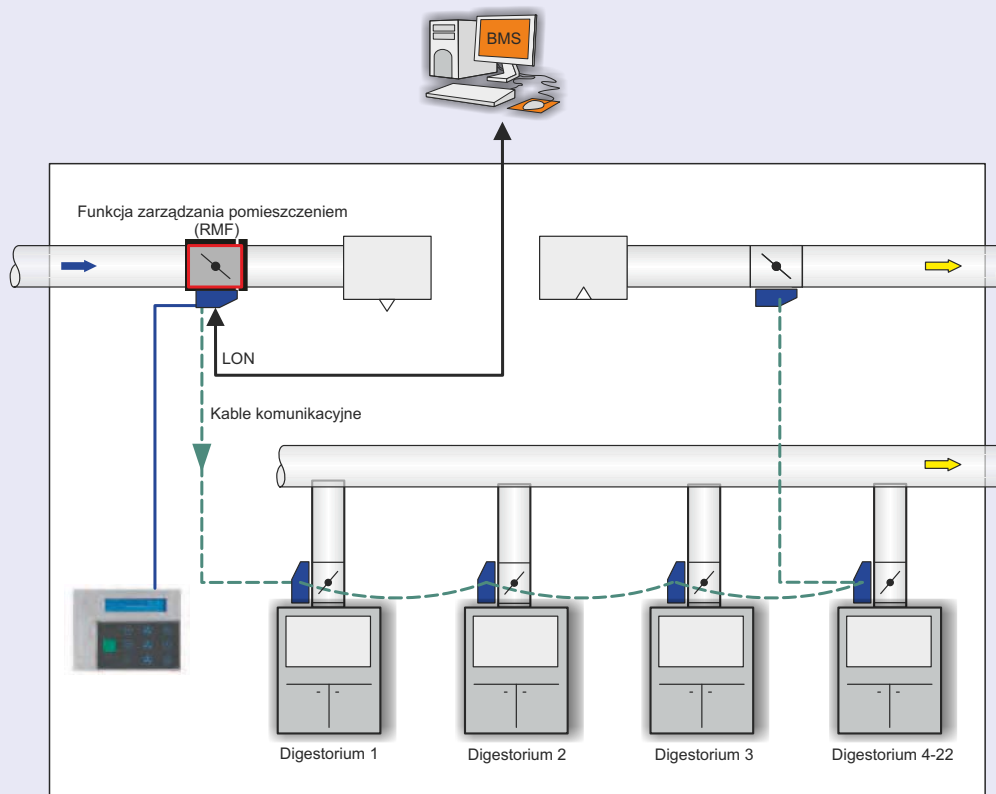 BMS
Funkcja zarządzania pomieszczeniem
(RMF)
LON
Kable komunikacyjne
Digestorium 1
Digestorium 2
Digestorium 3
Digestorium 4-22